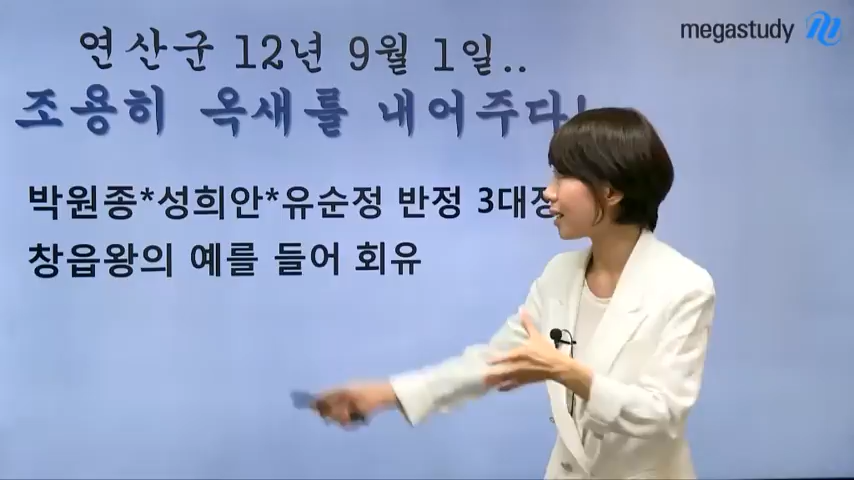 megastudy
연산군 12년 9월 1일..
조용히 옥새를 내어주다!
박원종*성희안*유순정 반정 3대
창읍왕의 예를 들어 회유